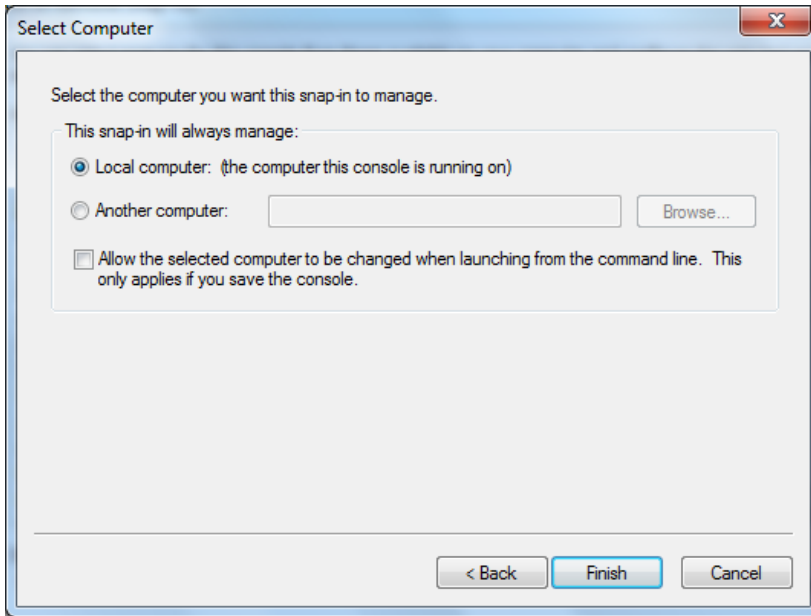 Select Computer
Select the computer you want this snap-in to manage.
This snap-in will always manage:
Local computer: (the computer this console is running on)
Another computer:
Browse...
Allow the selected computer to be changed when launching from the command line. This
only applies if you save the console.
< Back
Finish
Cancel